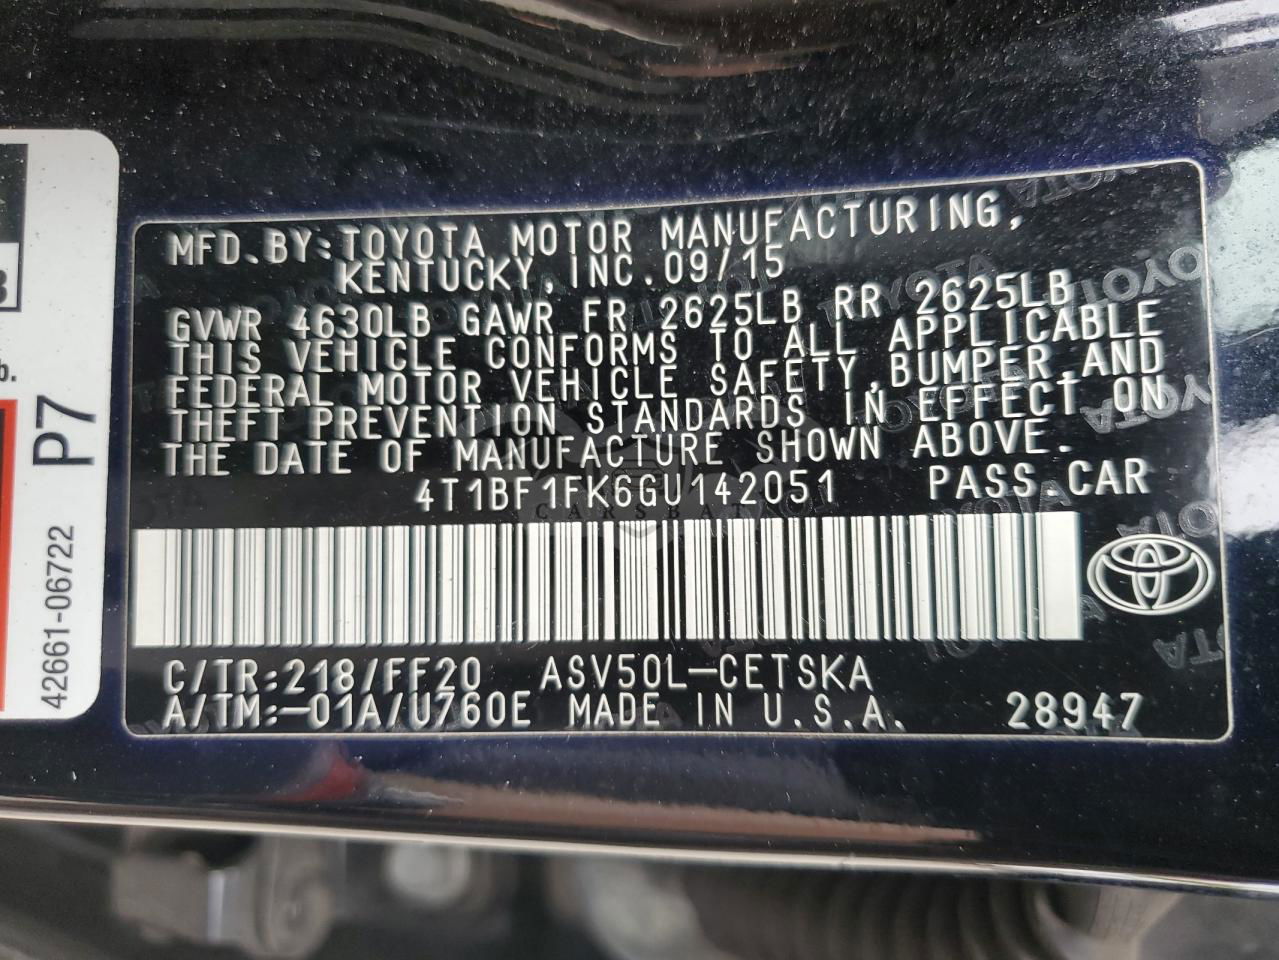 MFD.BY:TOYOTA MOTOR MANUFACTURING,
KENTUCKY, INC. 09/15
GVWR 4630LB GAWR FR 2625LB RR 2625LB
THIS VEHICLE CONFORMS TO ALL APPLICABLE
FEDERAL MOTOR VEHICLE SAFETY,BUMPER,AND
THEFT PREVENTION STANDARDS IN EFFECT ON
THE DATE OF MANUFACTURE SHOWN ABOVE.
4T1BF1FK6GU142051 PASS.CAR
C/TR:218/FF20 ASV50L-CETSKA
A/TM:-01A/U760E MADE IN U.S.A. 28947
42661-06722 P7
CARSBAT